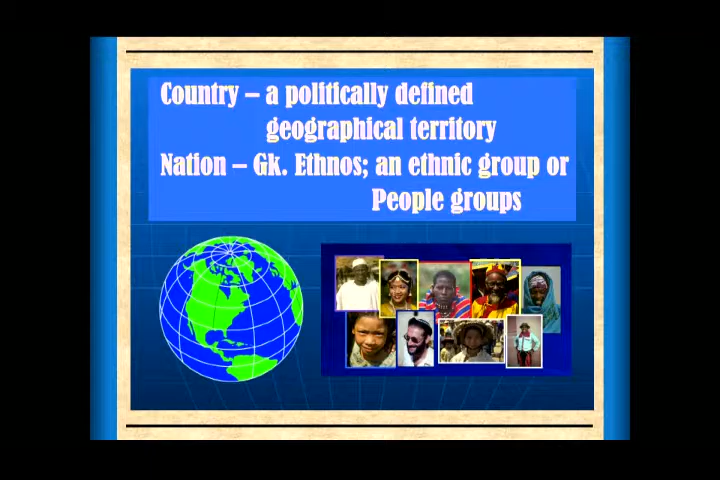 Country – a politically defined
geographical territory
Nation – Gk. Ethnos; an ethnic group or
People groups